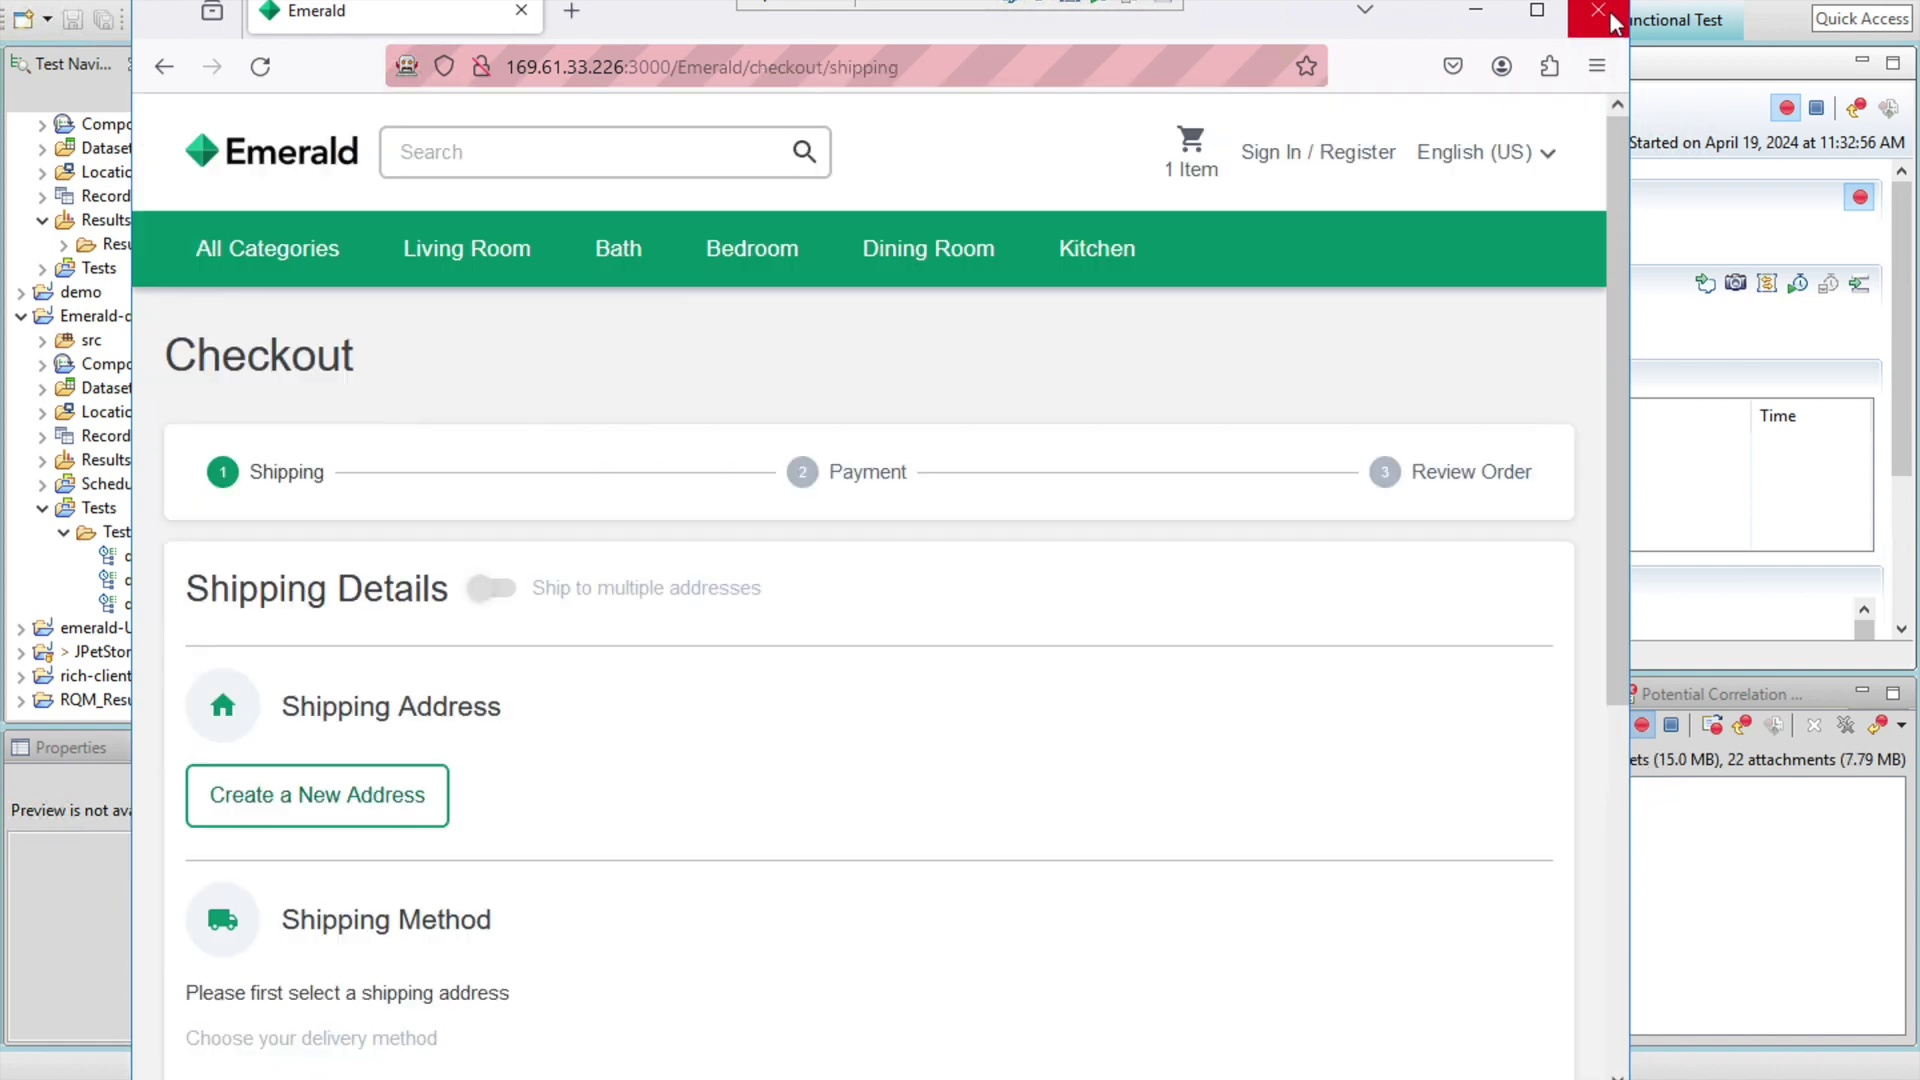 Emerald
unctional Test
Quick Access
Test Navi...
169.61.33.226:3000/Emerald/checkout/shipping
Compo
Dataset
Locatio
Record
Results
Resu
Tests
demo
Emerald-c
src
Compo
Dataset
Locatio
Record
Results
Schedu
Tests
Test
emerald-U
> JPetStor
rich-client
RQM_Resu
Properties
Preview is not ava
Emerald
Search
1 Item
Sign In / Register
English (US)
All Categories
Living Room
Bath
Bedroom
Dining Room
Kitchen
Checkout
1
Shipping
2
Payment
3
Review Order
Shipping Details
Ship to multiple addresses
Shipping Address
Create a New Address
Shipping Method
Please first select a shipping address
Choose your delivery method
Started on April 19, 2024 at 11:32:56 AM
Time
Potential Correlation ...
ets (15.0 MB), 22 attachments (7.79 MB)